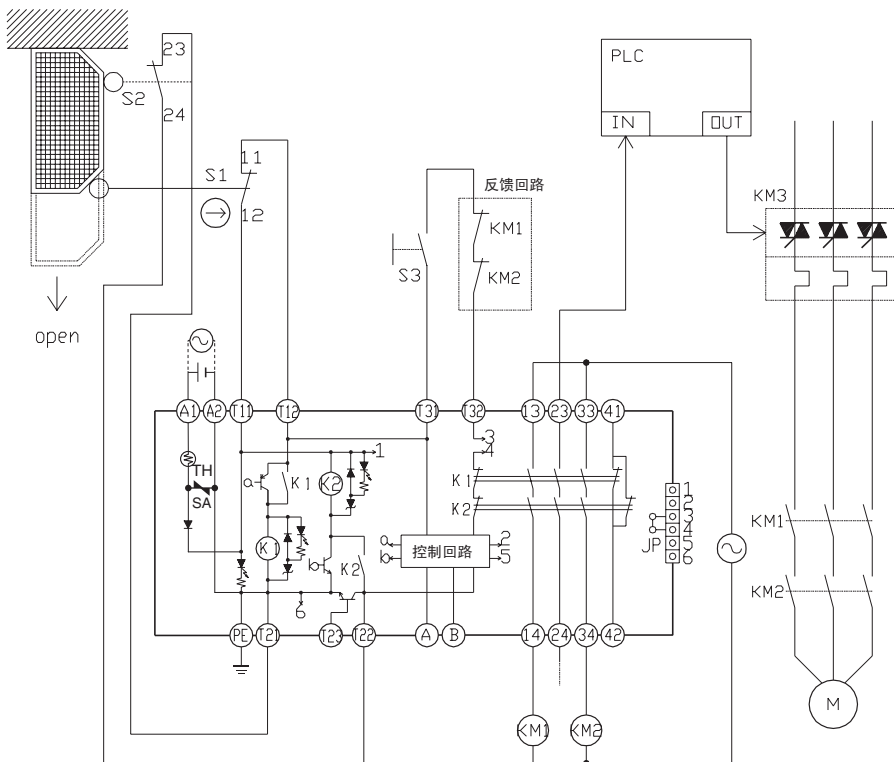 23
PLC
S2
24
IN
OUT
11
S1
12
反馈回路
KM3
KM1
S3
KM2
open
A1
A2
T11
T12
T31
T32
13
23
33
41
3
4
1
TH
SA
a
K1
K2
K1
K2
1
2
3
4
5
6
JP
KM1
K1
b
K2
a
b
控制回路
2
5
KM2
6
PE
T21
T23
T22
A
B
14
24
34
42
M
KM1
KM2